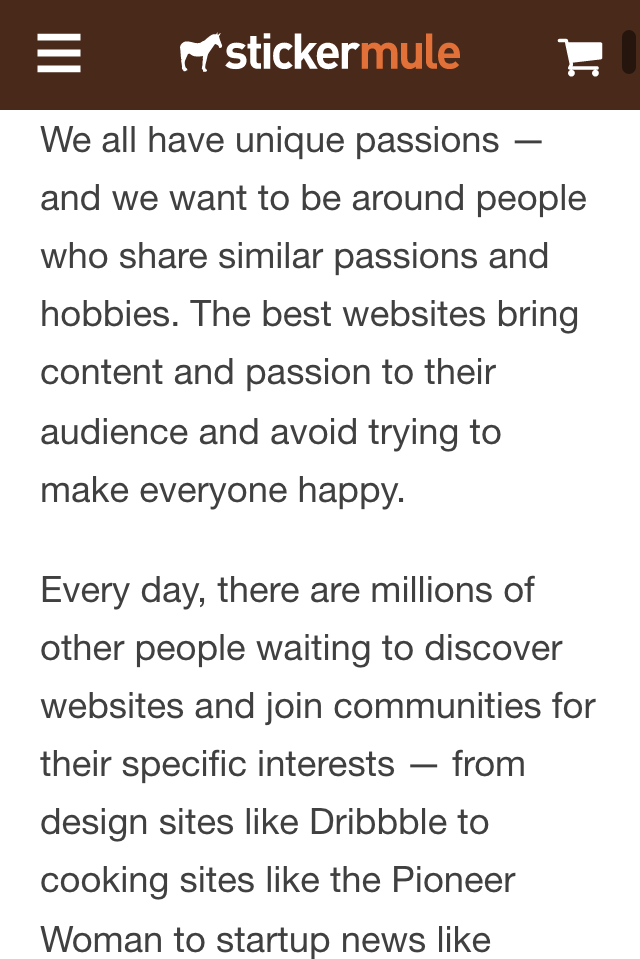 stickermule
We all have unique passions —
and we want to be around people
who share similar passions and
hobbies. The best websites bring
content and passion to their
audience and avoid trying to
make everyone happy.
Every day, there are millions of
other people waiting to discover
websites and join communities for
their specific interests — from
design sites like Dribbble to
cooking sites like the Pioneer
Woman to startup news like